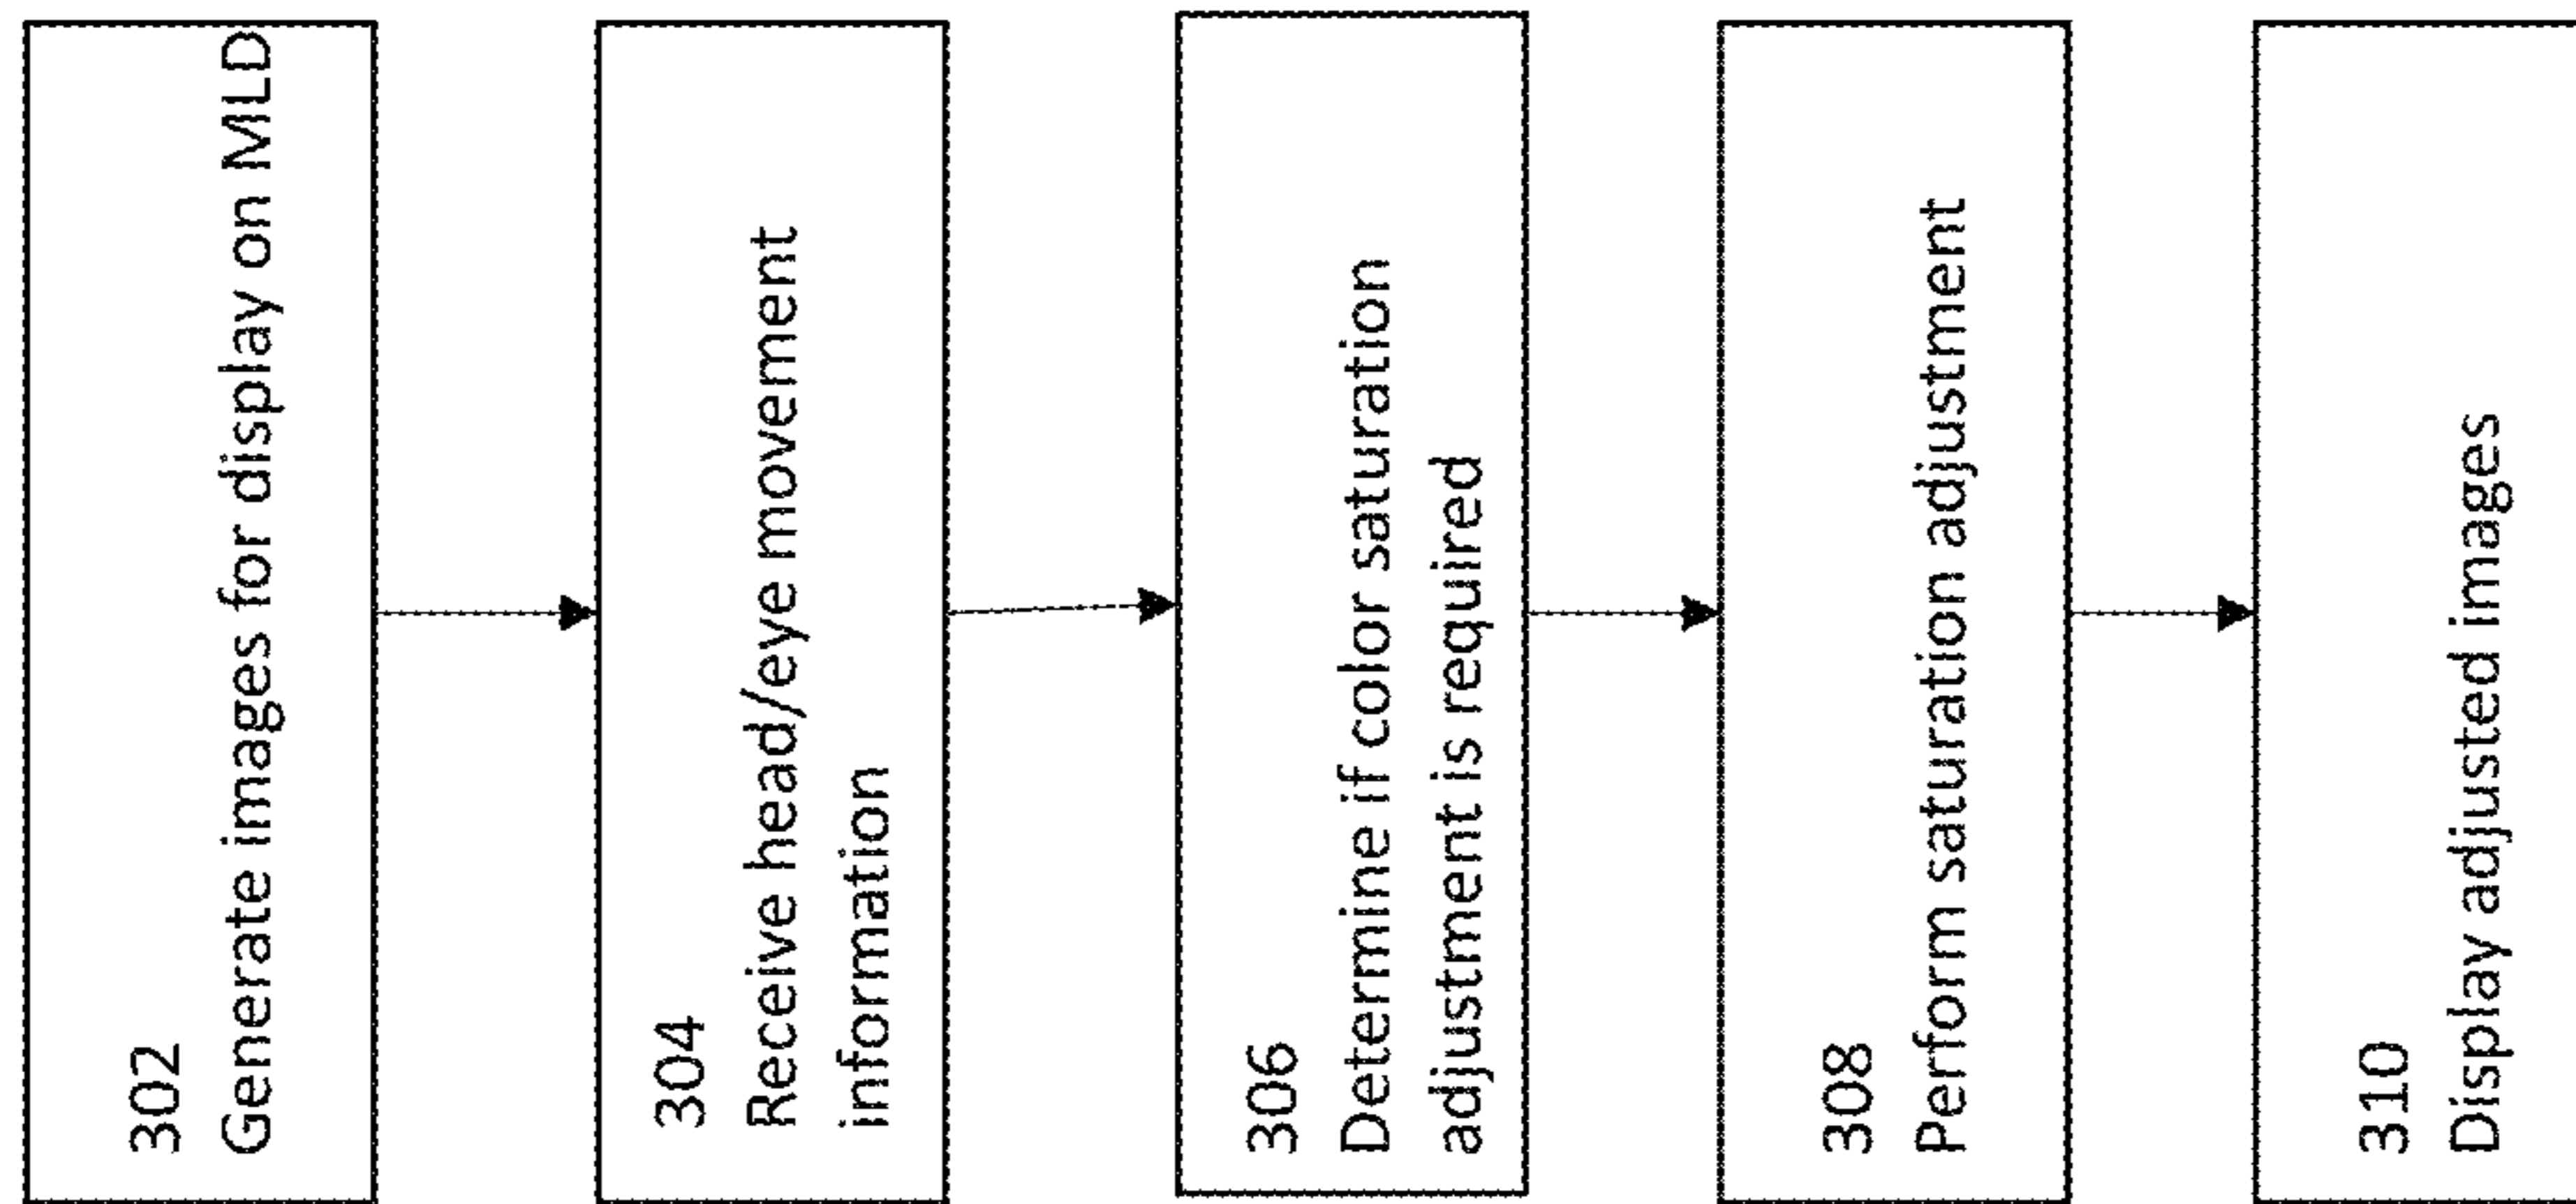 302
Generate images for display on MLD
304
Receive head/eye movement
information
306
Determine if color saturation
adjustment is required
308
Perform saturation adjustment
310
Display adjusted images